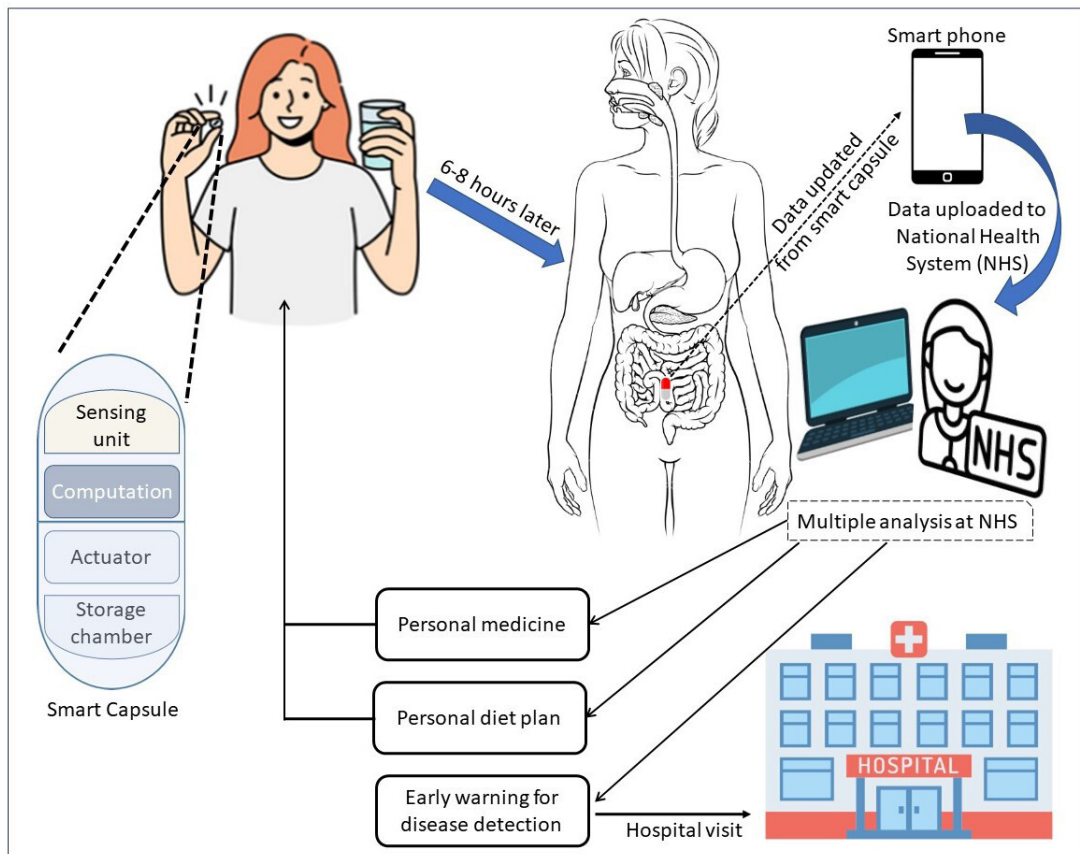 Smart phone
6-8 hours later
Data updated
from smart capsule
Data uploaded to
National Health
System (NHS)
NHS
Sensing
unit
Computation
Actuator
Storage
chamber
Smart Capsule
Multiple analysis at NHS
Personal medicine
Personal diet plan
Early warning for
disease detection
Hospital visit
HOSPITAL